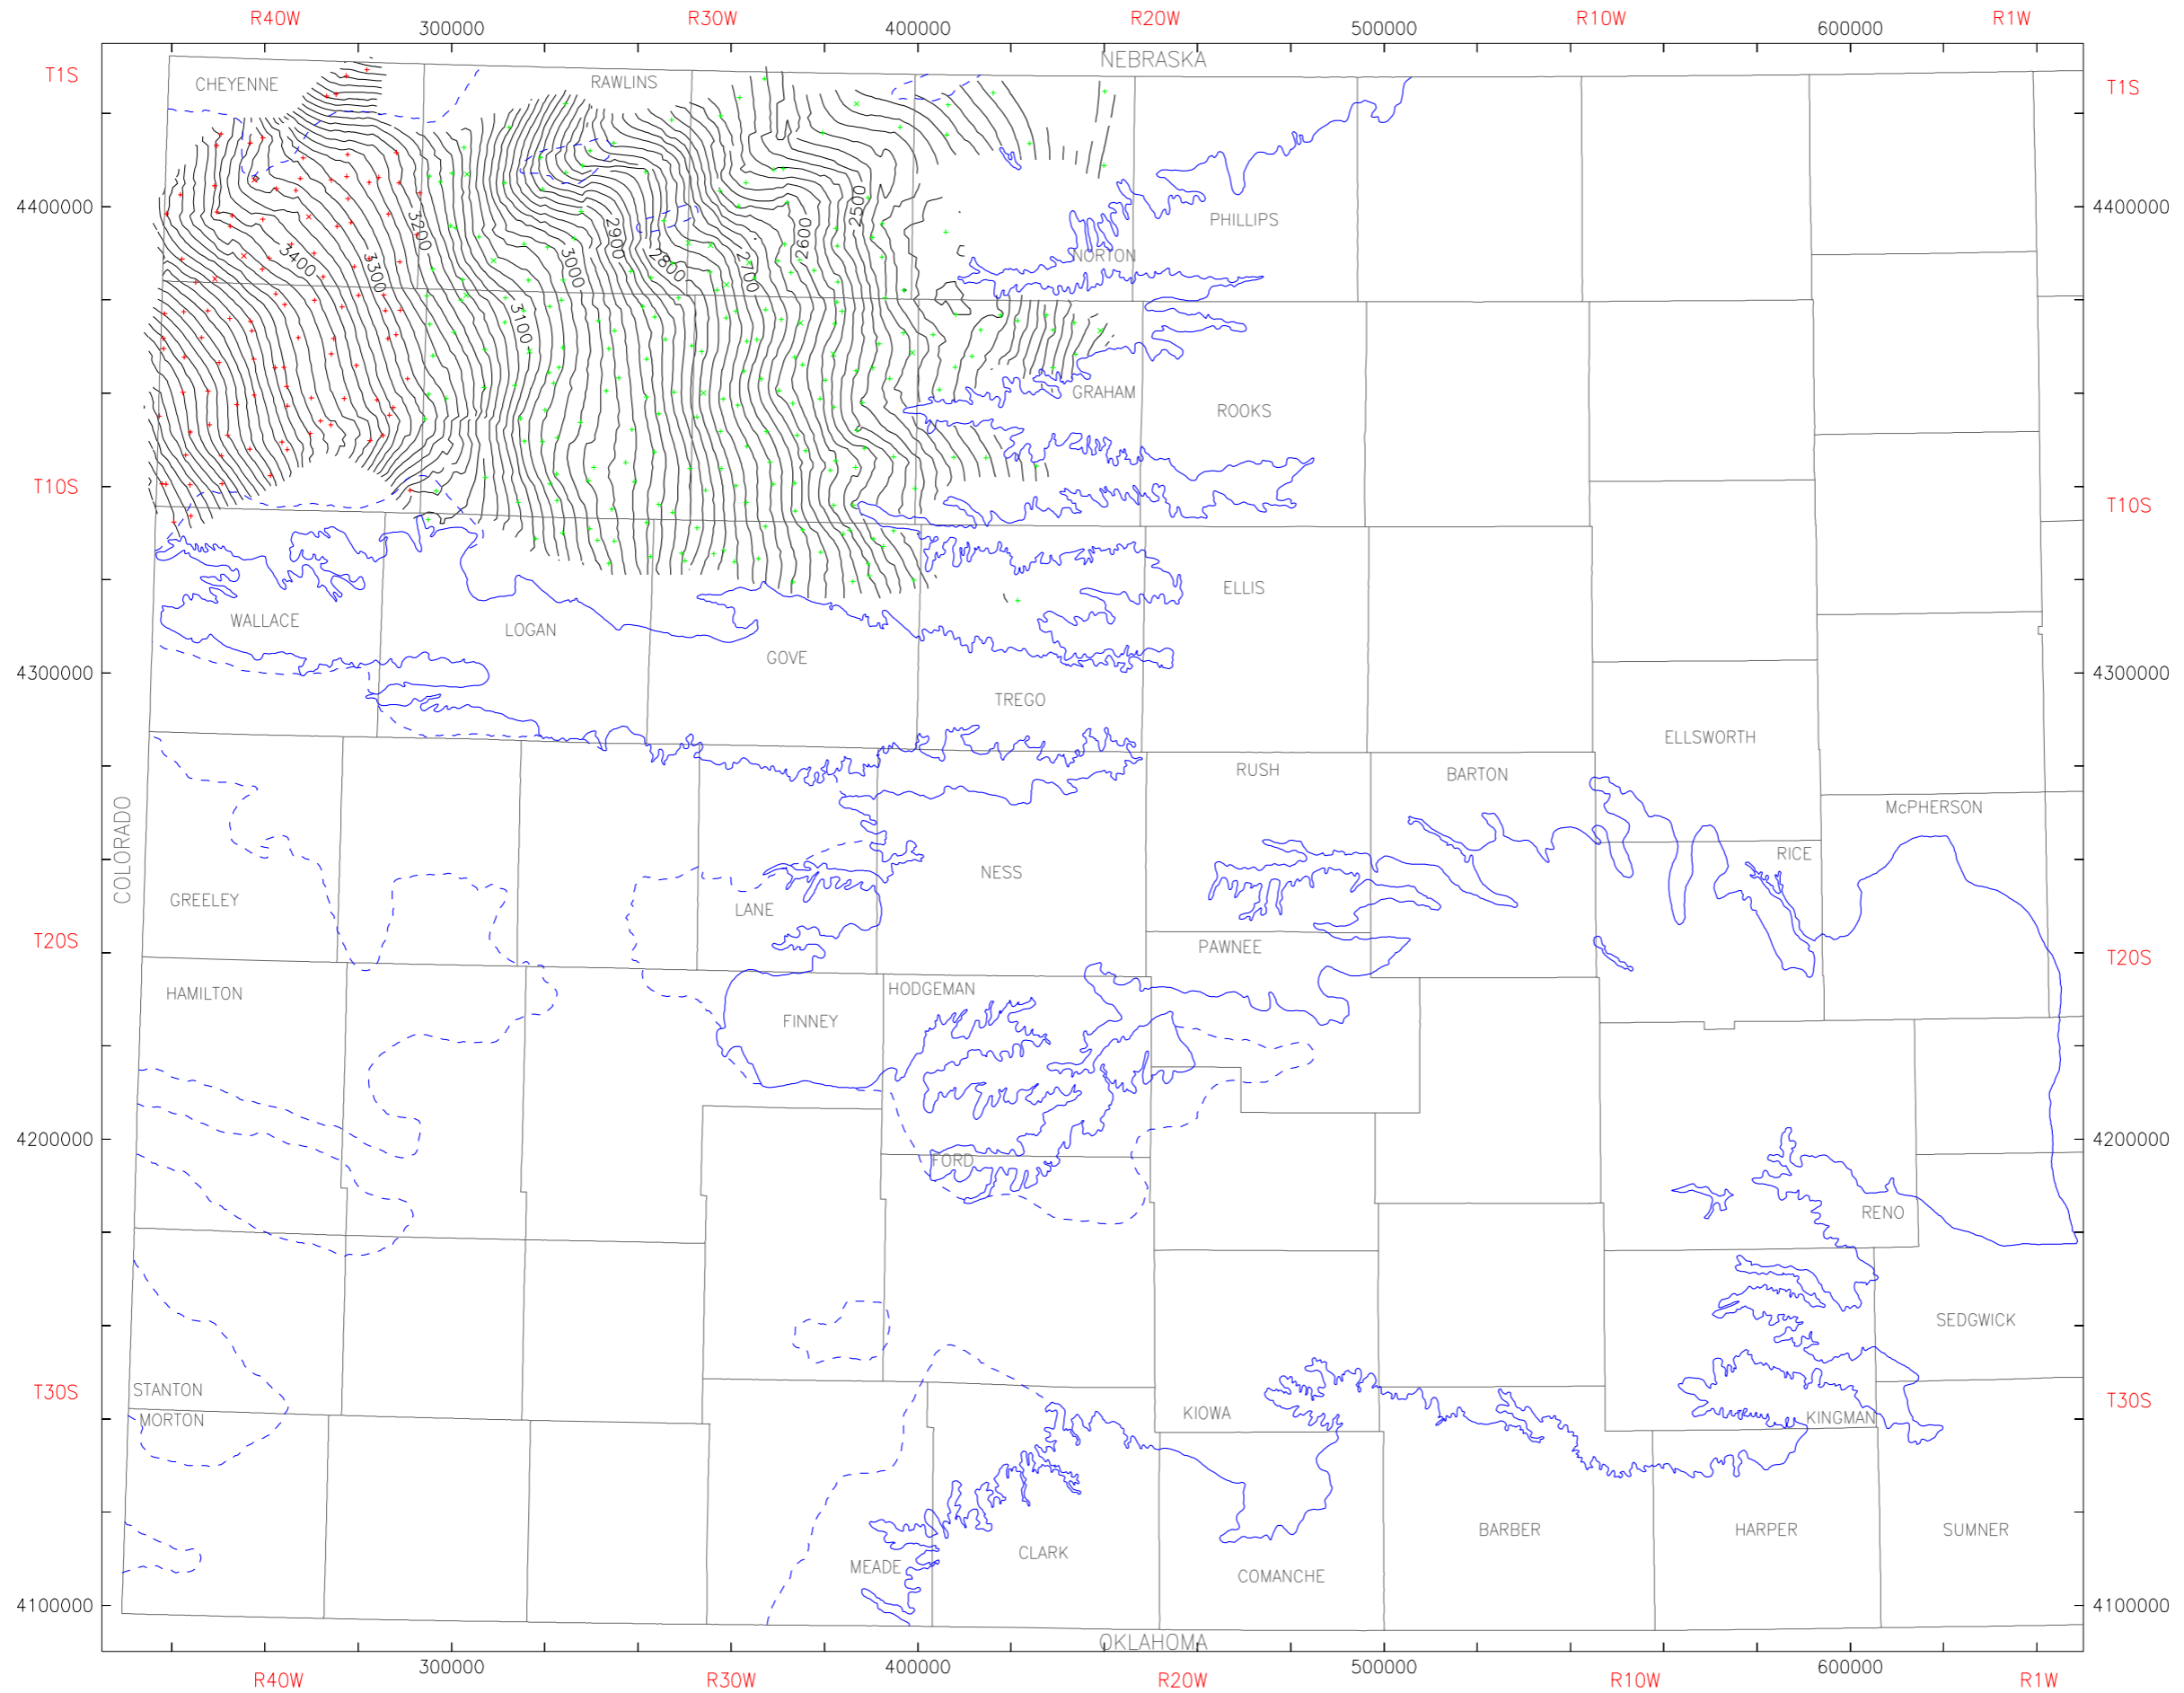 R40W R30W R20W R10W R1W
300000 400000 500000 600000
NEBRASKA
T1S CHEYENNE RAWLINS T1S
4400000 3200 2900 2600 2500 PHILLIPS 4400000
3400 3300 3000 2800 2700 NORTON
3100
GRAHAM
ROOKS
T10S T10S
ELLIS
WALLACE LOGAN
GOVE
4300000 4300000
TREGO
ELLSWORTH
RUSH BARTON
COLORADO McPHERSON
RICE
GREELEY NESS
LANE
T20S PAWNEE T20S
HAMILTON HODGEMAN
FINNEY
4200000 4200000
FORD
RENO
SEDGWICK
T30S STANTON T30S
MORTON KIOWA KINGMAN
BARBER HARPER SUMNER
MEADE CLARK
COMANCHE
4100000 4100000
OKLAHOMA
300000 400000 500000 600000
R40W R30W R20W R10W R1W